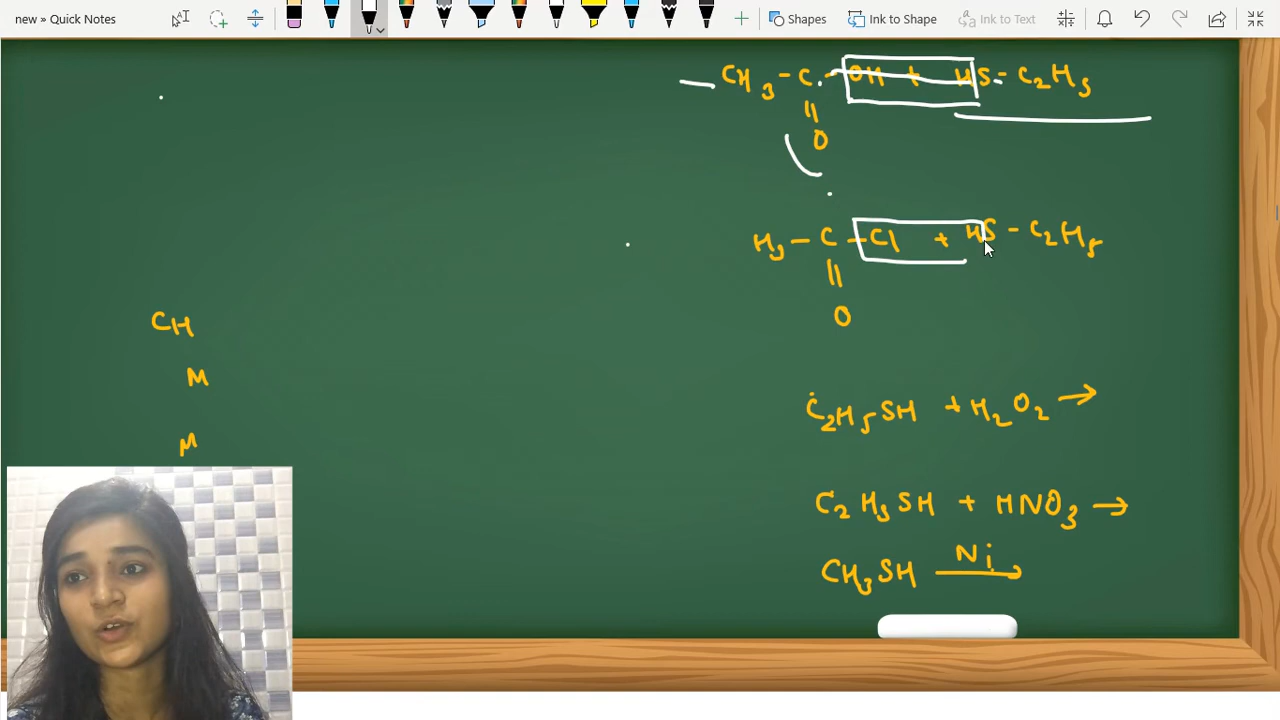 new » Quick Notes
Shapes
Ink to Shape
Ink to Text
CH3-C-OH + HS-C2H5
||
O
H3-C-Cl + HS-C2H5
||
O
CH
M
M
C2H5SH + H2O2 →
C2H5SH + HNO3 →
Ni
CH3SH →